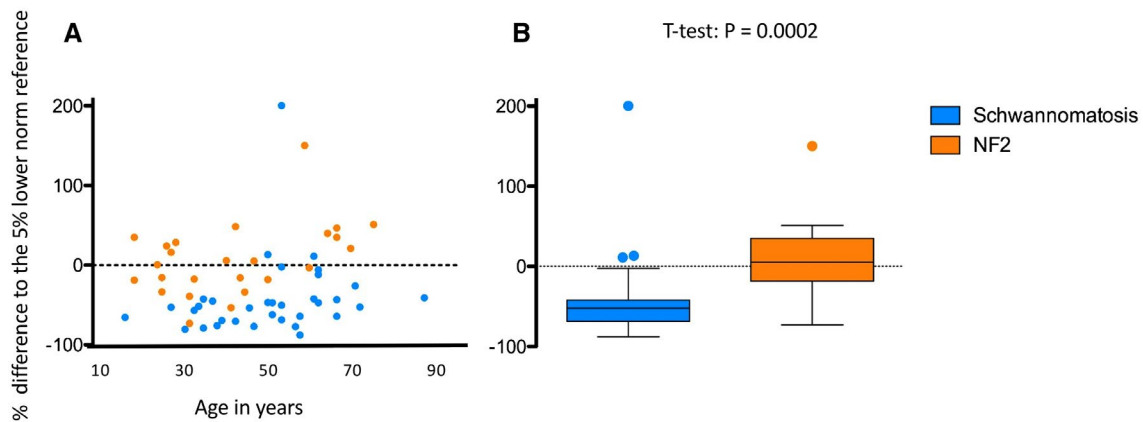 % difference to the 5% lower norm reference
A
200
100
0
-100
10 30 50 70 90
Age in years
B
T-test: P = 0.0002
200
100
0
-100
Schwannomatosis
NF2